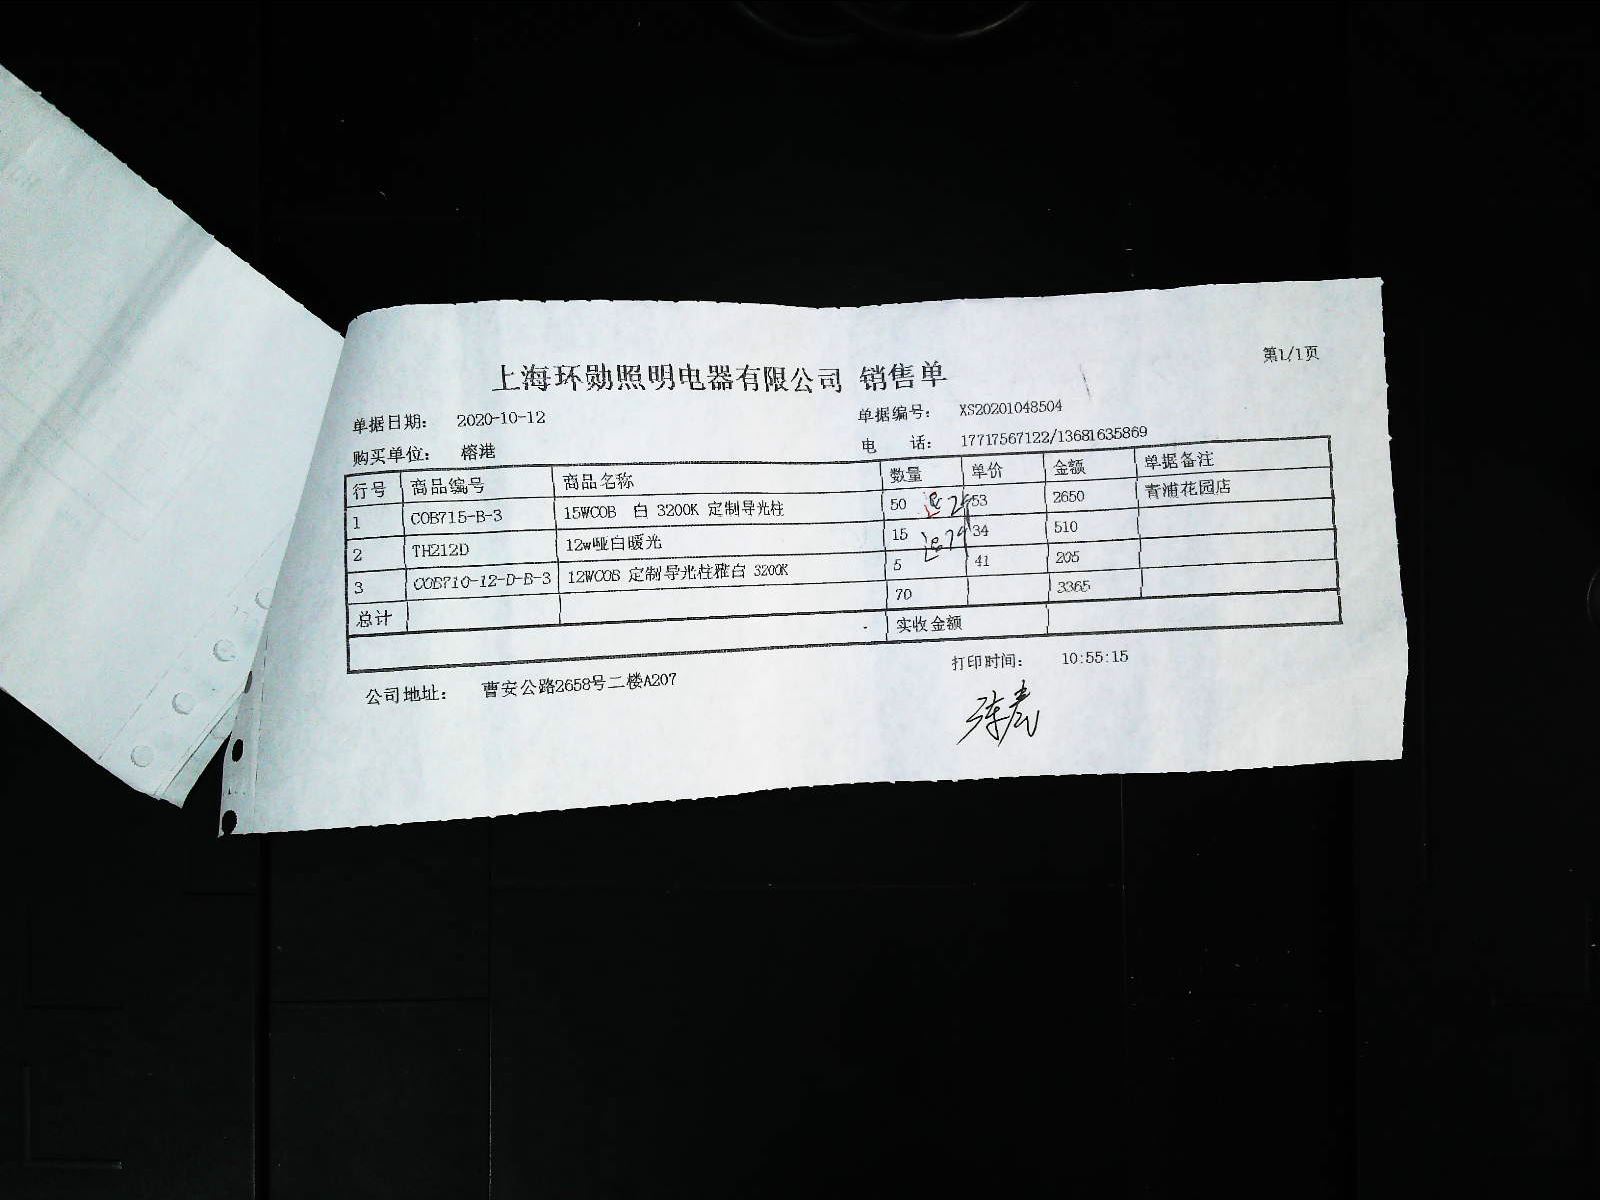 上海环勋照明电器有限公司 销售单
第1/1页
单据日期： 2020-10-12 单据编号： XS20201048504
购买单位： 榕港 电 话： 17717567122/13681635869
行号 商品编号 商品名称 数量 单价 金额 单据备注
1 COB715-B-3 15WCOB 白 3200K 定制导光柱 50 53 2650 青浦花园店
2 TH212D 12w哑白暖光 15 34 510
3 COB710-12-D-B-3 12WCOB 定制导光柱雅白 3200K 5 41 205
总计 70 3365
实收金额
公司地址： 曹安公路2658号二楼A207 打印时间： 10:55:15